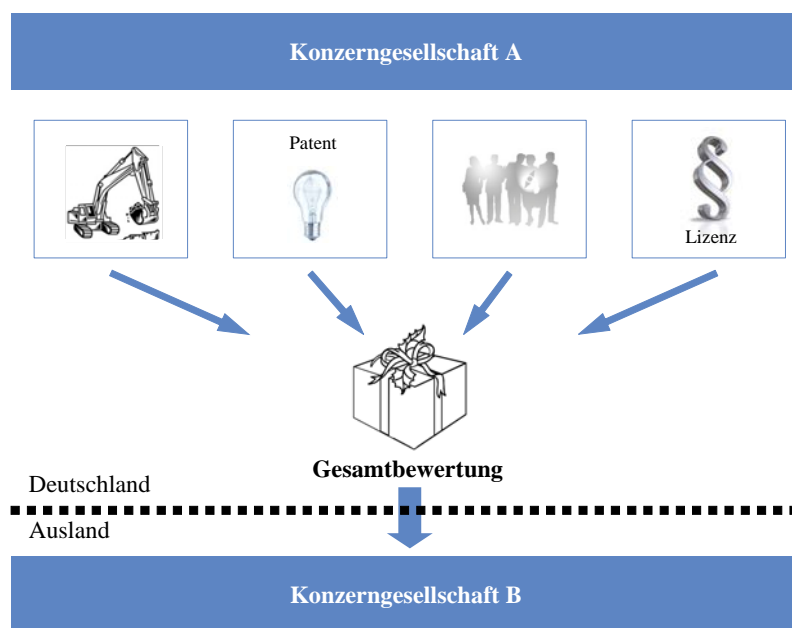 Konzerngesellschaft A
Patent
Lizenz
Gesamtbewertung
Deutschland
Ausland
Konzerngesellschaft B